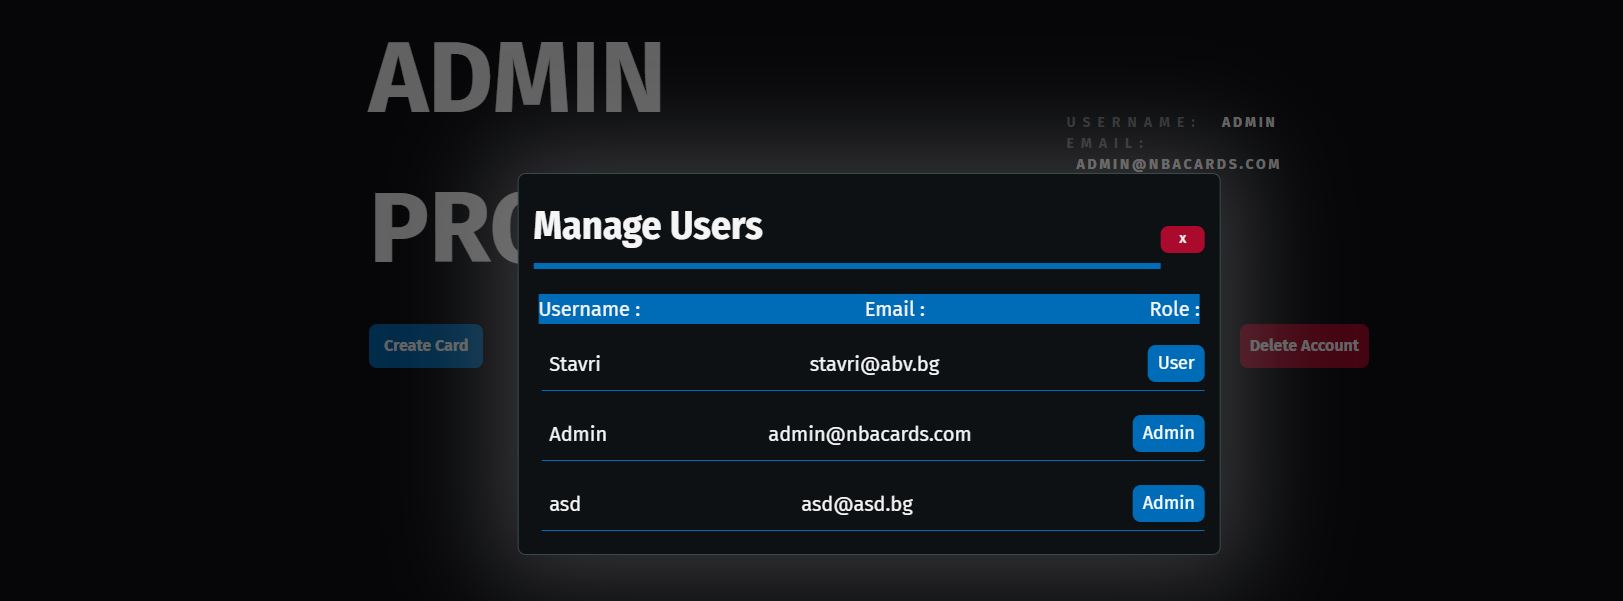 ADMIN
USERNAME: ADMIN
EMAIL:
ADMIN@NBACARDS.COM
PRO
Manage Users
x
Username : Email : Role :
Create Card
Delete Account
Stavri stavri@abv.bg User
Admin admin@nbacards.com Admin
asd asd@asd.bg Admin